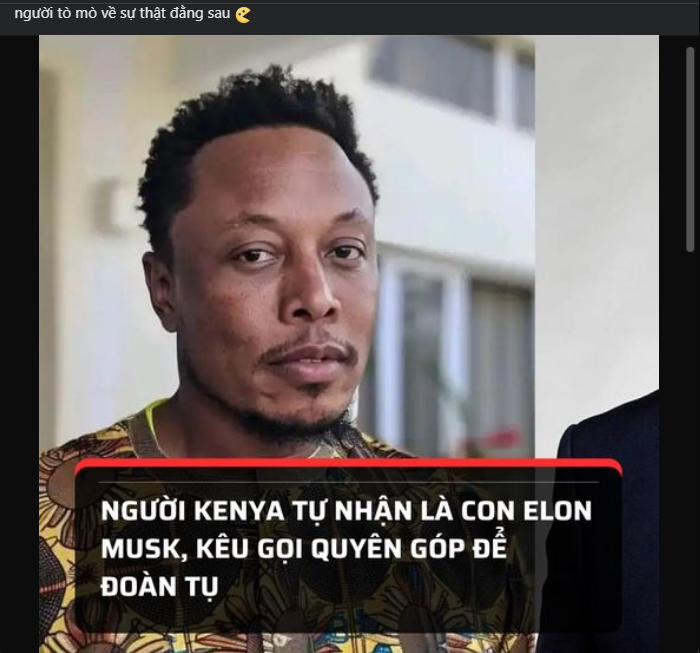 người tò mò về sự thật đằng sau
NGƯỜI KENYA TỰ NHẬN LÀ CON ELON
MUSK, KÊU GỌI QUYÊN GÓP ĐỂ
ĐOÀN TỤ